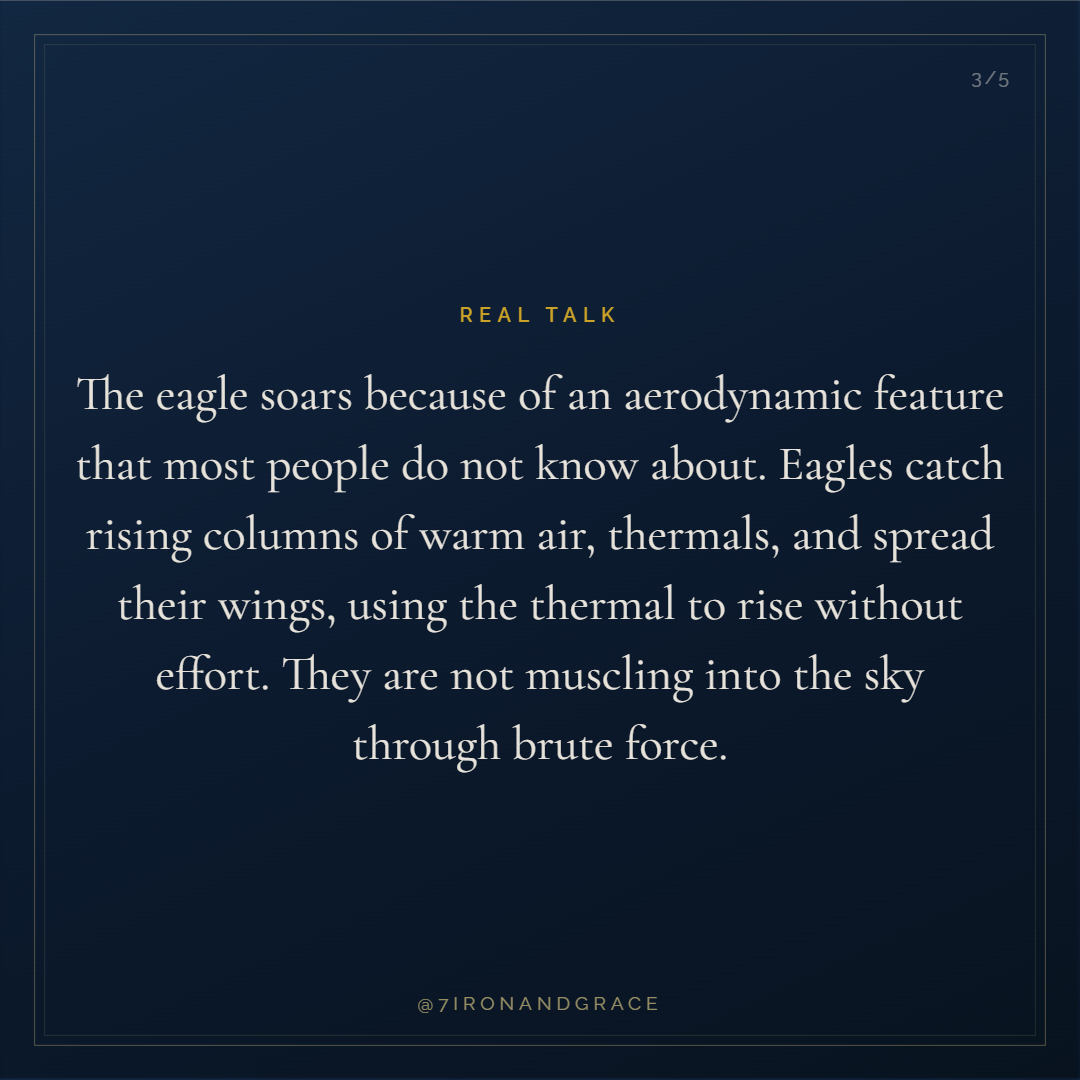 3/5
REAL TALK
The eagle soars because of an aerodynamic feature
that most people do not know about. Eagles catch
rising columns of warm air, thermals, and spread
their wings, using the thermal to rise without
effort. They are not muscling into the sky
through brute force.
@7IRONANDGRACE